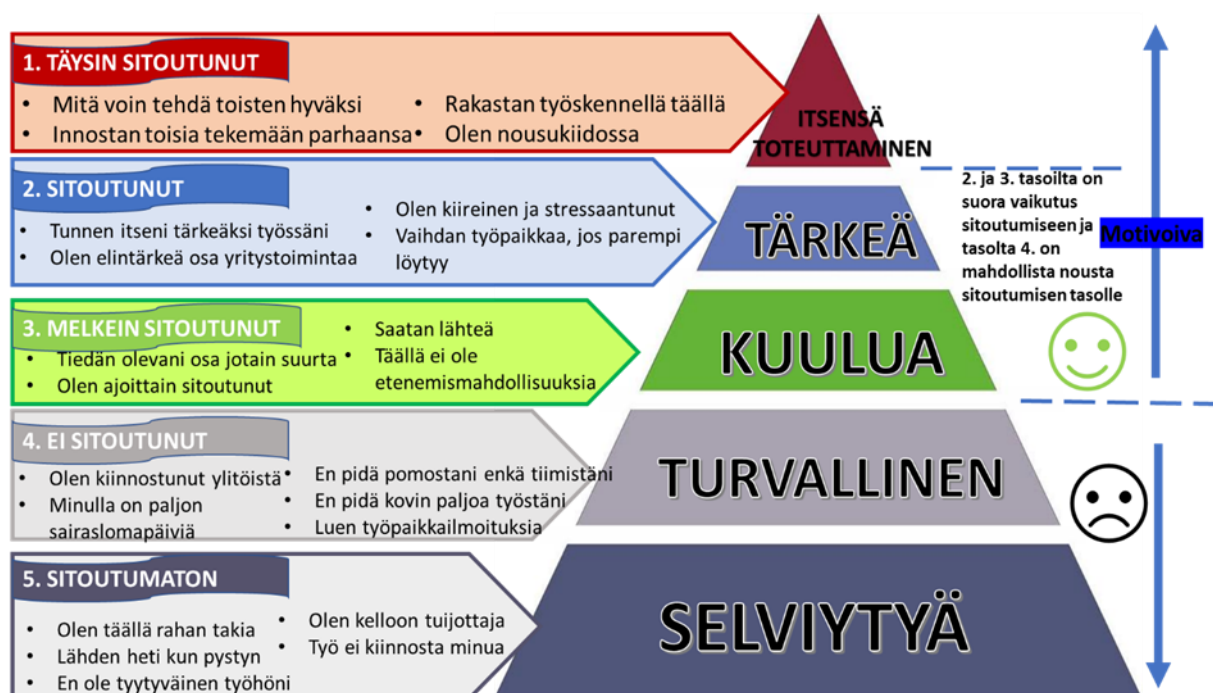 1. TÄYSIN SITOUTUNUT
• Mitä voin tehdä toisten hyväksi
• Innostan toisia tekemään parhaansa
• Rakastan työskennellä täällä
• Olen nousukiidossa
ITSENSÄ
TOTEUTTAMINEN
2. SITOUTUNUT
• Tunnen itseni tärkeäksi työssäni
• Olen elintärkeä osa yritystoimintaa
• Olen kiireinen ja stressaantunut
• Vaihdan työpaikkaa, jos parempi
löytyy
TÄRKEÄ
2. ja 3. tasoilta on
suora vaikutus
sitoutumiseen ja
tasolta 4. on
mahdollista nousta
sitoutumisen tasolle
Motivoiva
3. MELKEIN SITOUTUNUT
• Tiedän olevani osa jotain suurta
• Olen ajoittain sitoutunut
• Saatan lähteä
• Täällä ei ole
etenemismahdollisuuksia
KUULUA
4. EI SITOUTUNUT
• Olen kiinnostunut ylitöistä
• Minulla on paljon
sairaslomapäiviä
• En pidä pomostani enkä tiimistäni
• En pidä kovin paljoa työstäni
• Luen työpaikkailmoituksia
TURVALLINEN
5. SITOUTUMATON
• Olen täällä rahan takia
• Lähden heti kun pystyn
• En ole tyytyväinen työhöni
• Olen kelloon tuijottaja
• Työ ei kiinnosta minua
SELVIYTYÄ